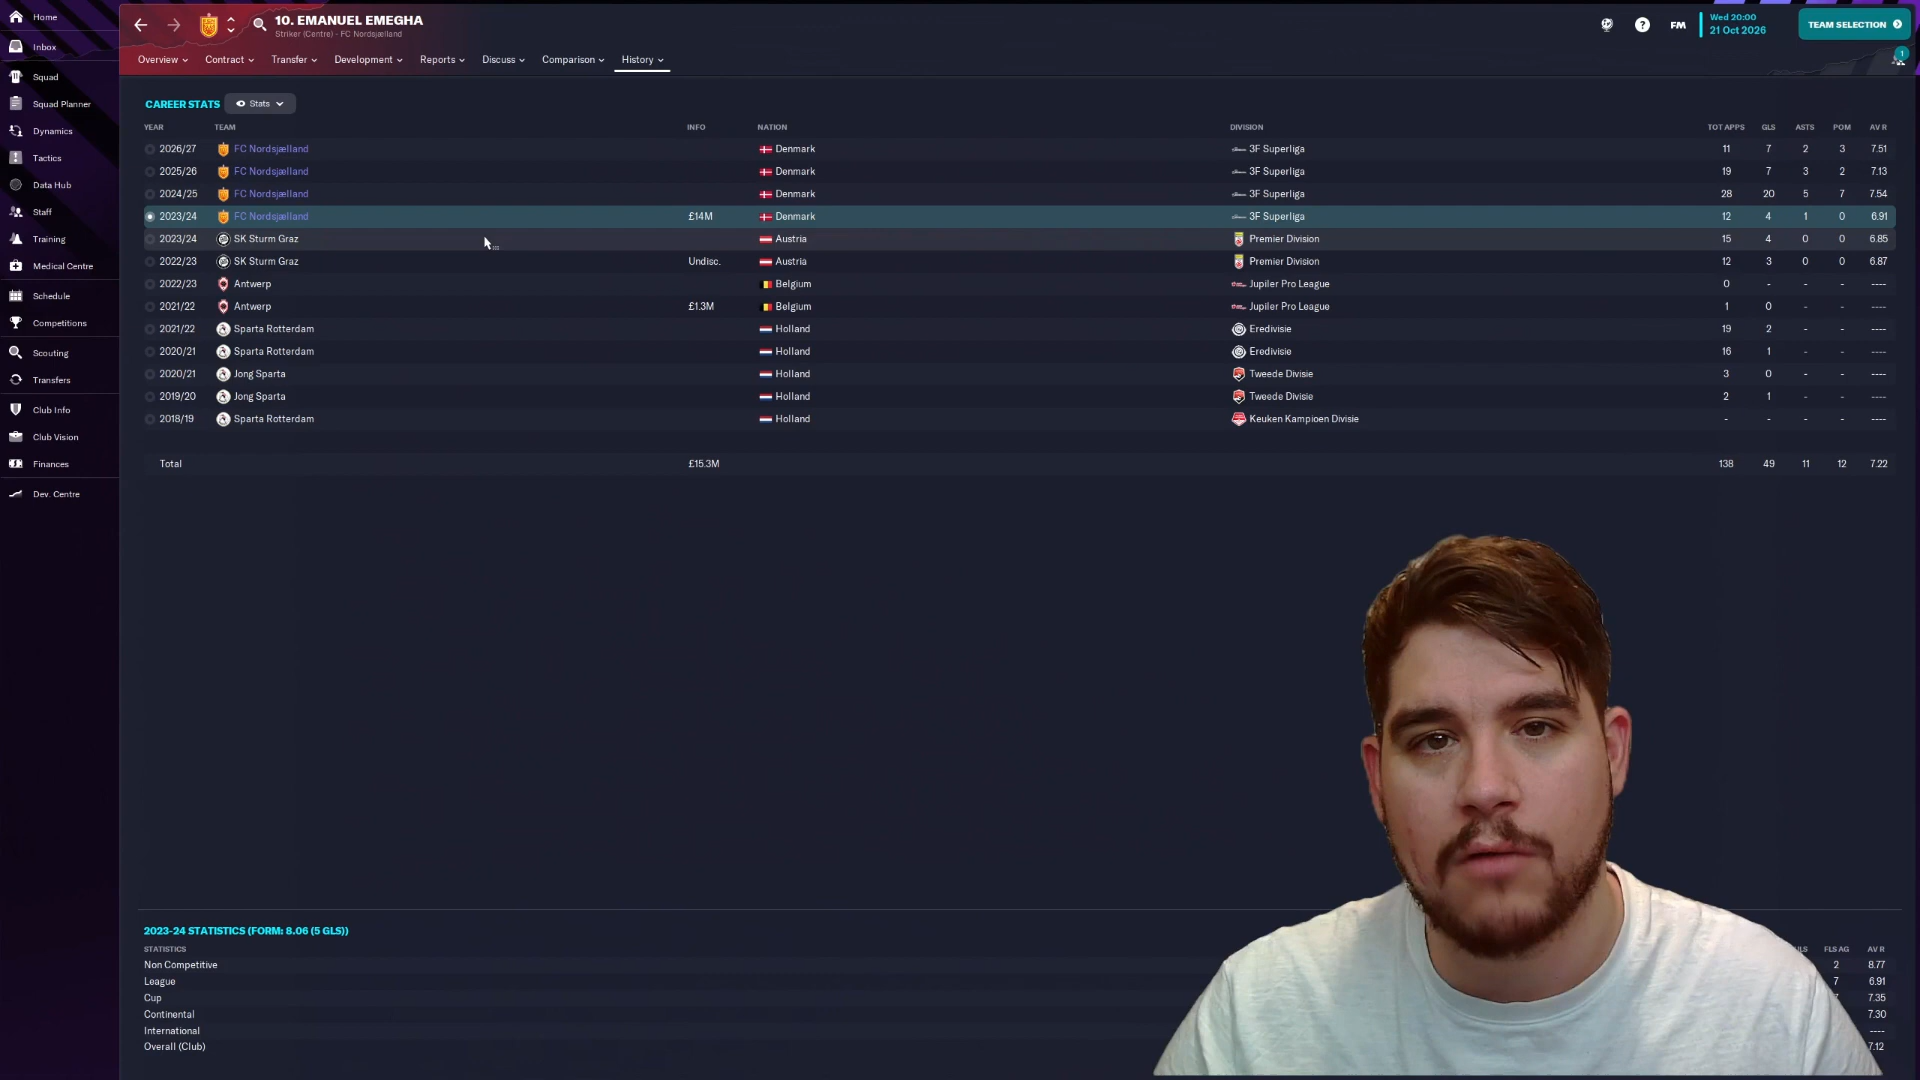 Home
Inbox
Squad
Squad Planner
Dynamics
Tactics
Data Hub
Staff
Training
Medical Centre
Schedule
Competitions
Scouting
Transfers
Club Info
Club Vision
Finances
Dev. Centre
10. EMANUEL EMEGHA
Striker (Centre) - FC Nordsjælland
FM
Wed 20:00
21 Oct 2026
TEAM SELECTION
1
Overview Contract Transfer Development Reports Discuss Comparison History
CAREER STATS Stats
YEAR TEAM INFO NATION DIVISION TOT APPS GLS ASTS POM AV R
2026/27 FC Nordsjælland Denmark 3F Superliga 11 7 2 3 7.51
2025/26 FC Nordsjælland Denmark 3F Superliga 19 7 3 2 7.13
2024/25 FC Nordsjælland Denmark 3F Superliga 28 20 5 7 7.54
2023/24 FC Nordsjælland £14M Denmark 3F Superliga 12 4 1 0 6.91
2023/24 SK Sturm Graz Austria Premier Division 15 4 0 0 6.85
2022/23 SK Sturm Graz Undisc. Austria Premier Division 12 3 0 0 6.87
2022/23 Antwerp Belgium Jupiler Pro League 0 - - - ----
2021/22 Antwerp £1.3M Belgium Jupiler Pro League 1 0 - - ----
2021/22 Sparta Rotterdam Holland Eredivisie 19 2 - - ----
2020/21 Sparta Rotterdam Holland Eredivisie 16 1 - - ----
2020/21 Jong Sparta Holland Tweede Divisie 3 0 - - ----
2019/20 Jong Sparta Holland Tweede Divisie 2 1 - - ----
2018/19 Sparta Rotterdam Holland Keuken Kampioen Divisie - - - - ----
Total £15.3M 138 49 11 12 7.22
2023-24 STATISTICS (FORM: 8.06 (5 GLS))
STATISTICS FLS AG AV R
Non Competitive 2 8.77
League 7 6.91
Cup 7.35
Continental 7.30
International ----
Overall (Club) 7.12